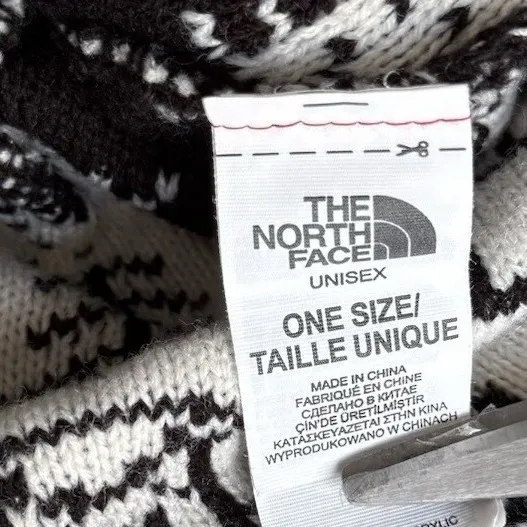 THE
NORTH
FACE
UNISEX
ONE SIZE/
TAILLE UNIQUE
MADE IN CHINA
FABRIQUÉ EN CHINE
СДЕЛАНО В КИТАЕ
ÇİN'DE ÜRETİLMİŞTİR
ΚΑΤΑΣΚΕΥΑΖΕΤΑΙ ΣΤΗΝ ΚΙΝΑ
WYPRODUKOWANO W CHINACH